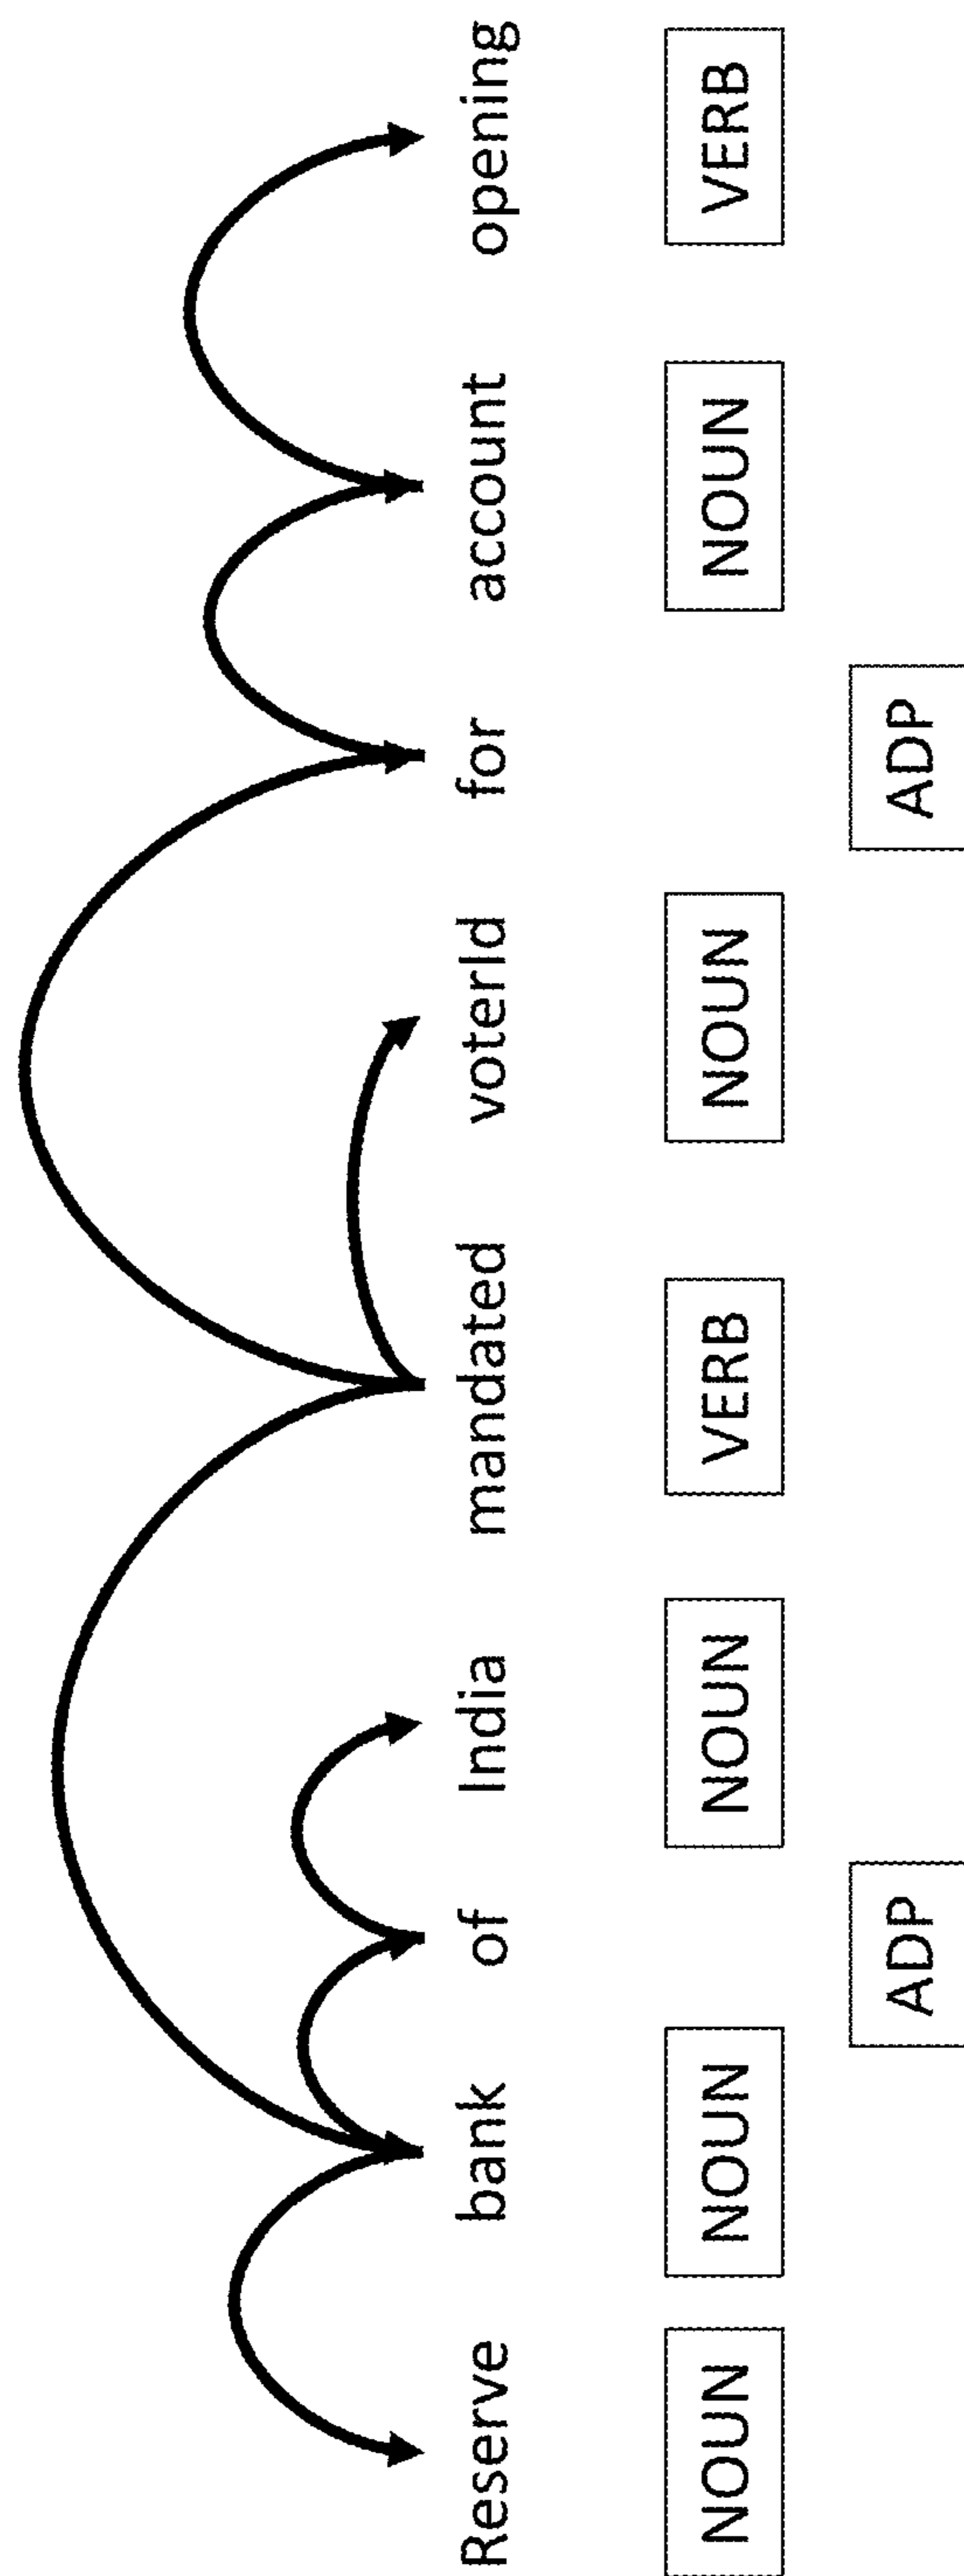 Reserve bank of India mandated voterId for account opening
NOUN NOUN NOUN VERB NOUN NOUN VERB
ADP ADP